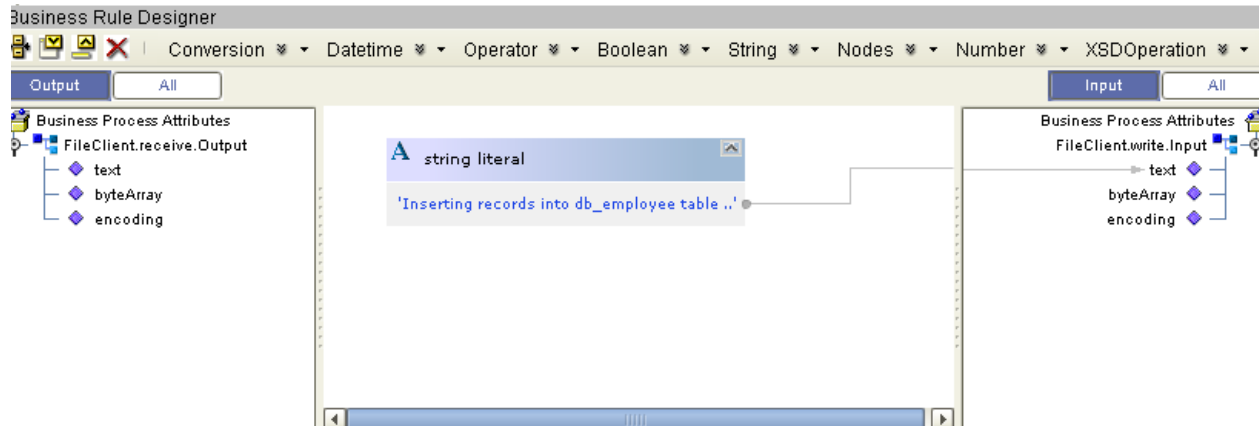 Business Rule Designer
Conversion Datetime Operator Boolean String Nodes Number XSDOperation
Output All Input All
Business Process Attributes
FileClient.receive.Output
text
byteArray
encoding
A string literal
'Inserting records into db_employee table ..'
Business Process Attributes
FileClient.write.Input
text
byteArray
encoding